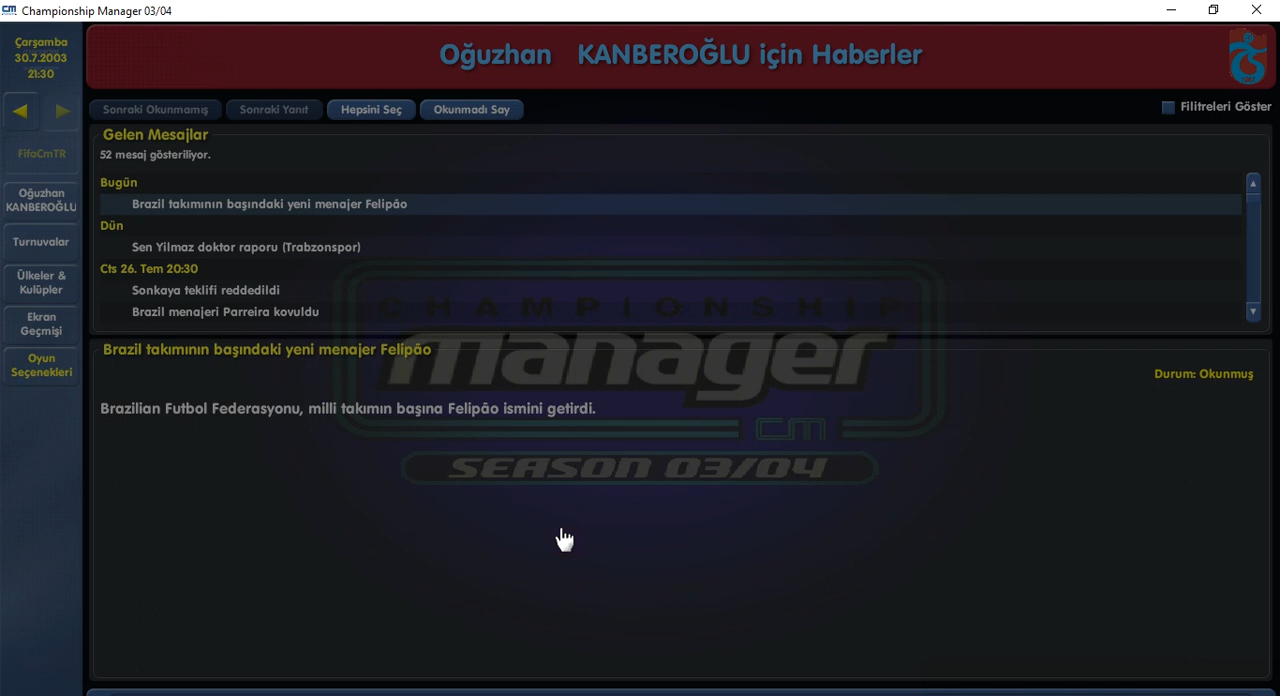 Championship Manager 03/04
Çarşamba
30.7.2003
21:30
Oğuzhan KANBEROĞLU için Haberler
Sonraki Okunmamış
Sonraki Yanıt
Hepsini Seç
Okunmadı Say
Filitreleri Göster
FifaCmTR
Oğuzhan
KANBEROĞLU
Turnuvalar
Ülkeler &
Kulüpler
Ekran
Geçmişi
Oyun
Seçenekleri
Gelen Mesajlar
52 mesaj gösteriliyor.
Bugün
Brazil takımının başındaki yeni menajer Felipão
Dün
Sen Yilmaz doktor raporu (Trabzonspor)
Cts 26. Tem 20:30
Sonkaya teklifi reddedildi
Brazil menajeri Parreira kovuldu
Brazil takımının başındaki yeni menajer Felipão
Durum: Okunmuş
Brazilian Futbol Federasyonu, milli takımın başına Felipão ismini getirdi.
CHAMPIONSHIP
manager
cm
SEASON 03/04